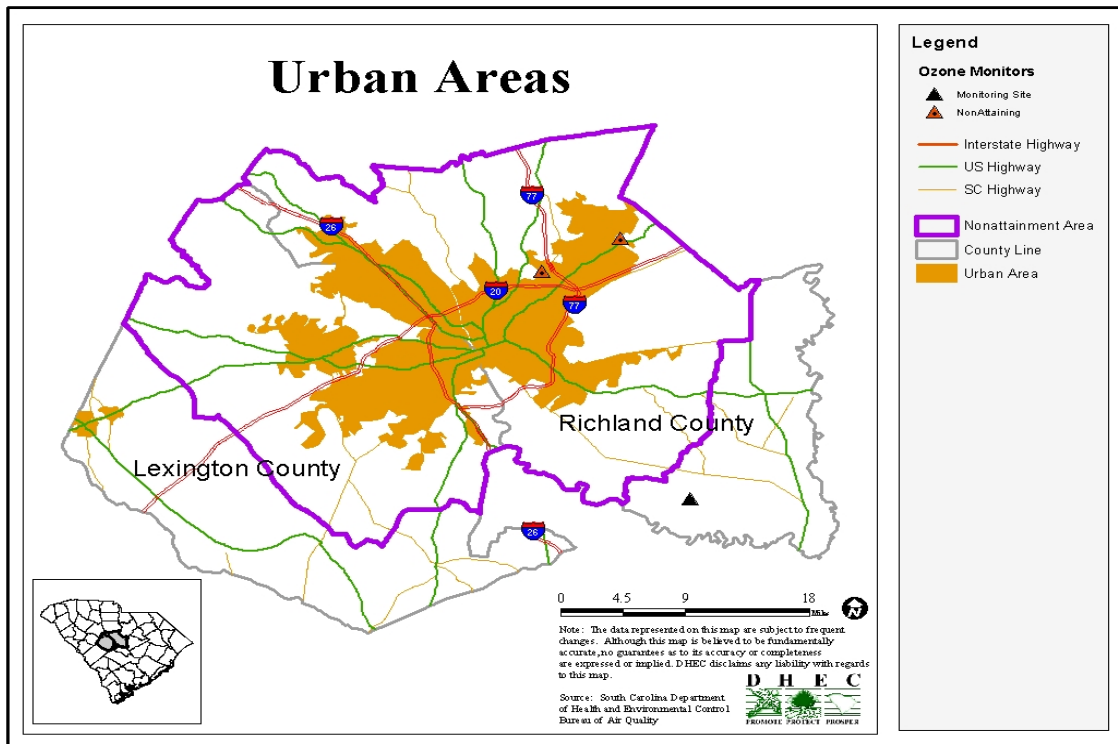 Urban Areas
77
26
20
77
Richland County
Lexington County
26
0 4.5 9 18
Miles
N
Note: The data represented on this map are subject to frequent
changes. Although this map is believed to be fundamentally
accurate, no guarantees as to its accuracy or completeness
are expressed or implied. DHEC disclaims any liability with regards
to this map.
Source: South Carolina Department
of Health and Environmental Control
Bureau of Air Quality
D H E C
PROMOTE PROTECT PROSPER
Legend
Ozone Monitors
Monitoring Site
NonAttaining
Interstate Highway
US Highway
SC Highway
Nonattainment Area
County Line
Urban Area